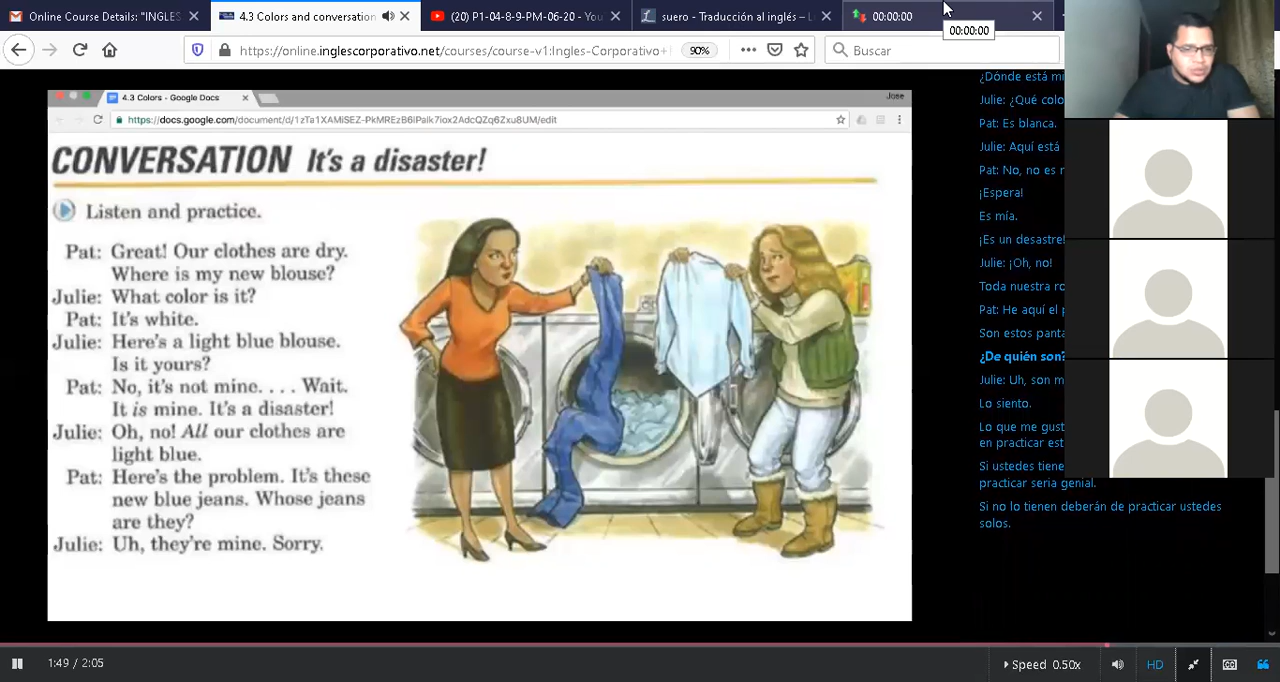 Online Course Details: "INGLES
4.3 Colors and conversation
(20) P1-04-8-9-PM-06-20 - You
suero - Traducción al inglés – L
00:00:00
00:00:00
https://online.inglescorporativo.net/courses/course-v1:Ingles-Corporativo+
90%
Buscar
4.3 Colors - Google Docs
Jose
https://docs.google.com/document/d/1zTa1XAMiSEZ-PkMREzB6iPalk7iox2AdcQZq6Zxu8UM/edit
CONVERSATION It's a disaster!
Listen and practice.
Pat: Great! Our clothes are dry.
Where is my new blouse?
Julie: What color is it?
Pat: It's white.
Julie: Here's a light blue blouse.
Is it yours?
Pat: No, it's not mine. . . . Wait.
It is mine. It's a disaster!
Julie: Oh, no! All our clothes are
light blue.
Pat: Here's the problem. It's these
new blue jeans. Whose jeans
are they?
Julie: Uh, they're mine. Sorry.
¿Dónde está mi
Julie: ¿Qué colo
Pat: Es blanca.
Julie: Aquí está
Pat: No, no es
¡Espera!
Es mía.
¡Es un desastre!
Julie: ¡Oh, no!
Toda nuestra ro
Pat: He aquí el p
Son estos panta
¿De quién son?
Julie: Uh, son m
Lo siento.
Lo que me gust
en practicar est
Si ustedes tiene
practicar seria genial.
Si no lo tienen deberán de practicar ustedes
solos.
1:49 / 2:05
Speed 0.50x
HD